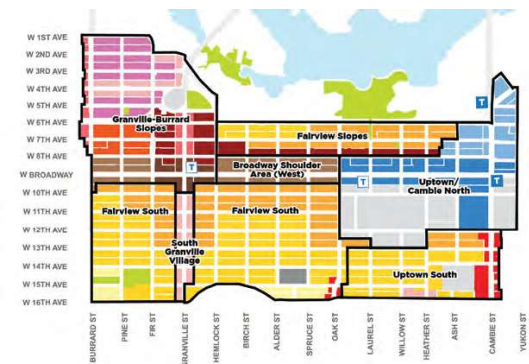 W 1ST AVE
W 2ND AVE
W 3RD AVE
W 4TH AVE
W 5TH AVE
W 6TH AVE
W 7TH AVE
W 8TH AVE
W BROADWAY
W 10TH AVE
W 11TH AVE
W 12TH AVE
W 13TH AVE
W 14TH AVE
W 15TH AVE
W 16TH AVE
Granville-Burrard
Slopes
Fairview Slopes
Broadway Shoulder
Area (West)
Uptown/
Cambie North
Fairview South
Fairview South
South
Granville
Village
Uptown South
T
T
T
T
BURRARD ST
PINE ST
FIR ST
GRANVILLE ST
HEMLOCK ST
BIRCH ST
ALDER ST
SPRUCE ST
OAK ST
LAUREL ST
WILLOW ST
HEATHER ST
ASH ST
CAMBIE ST
YUKON ST